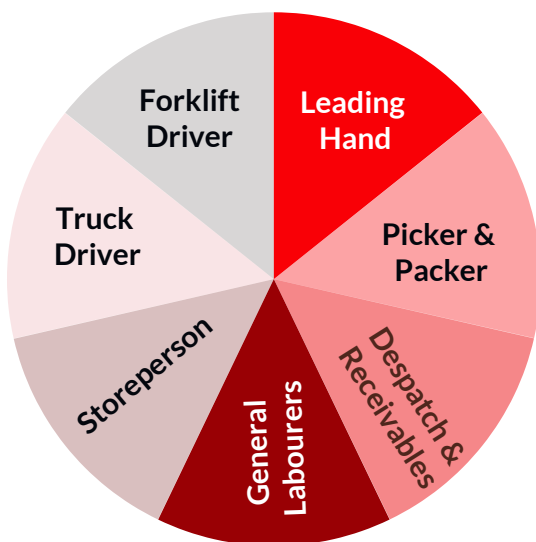 Forklift
Driver
Leading
Hand
Picker &
Packer
Despatch &
Receivables
General
Labourers
Storeperson
Truck
Driver